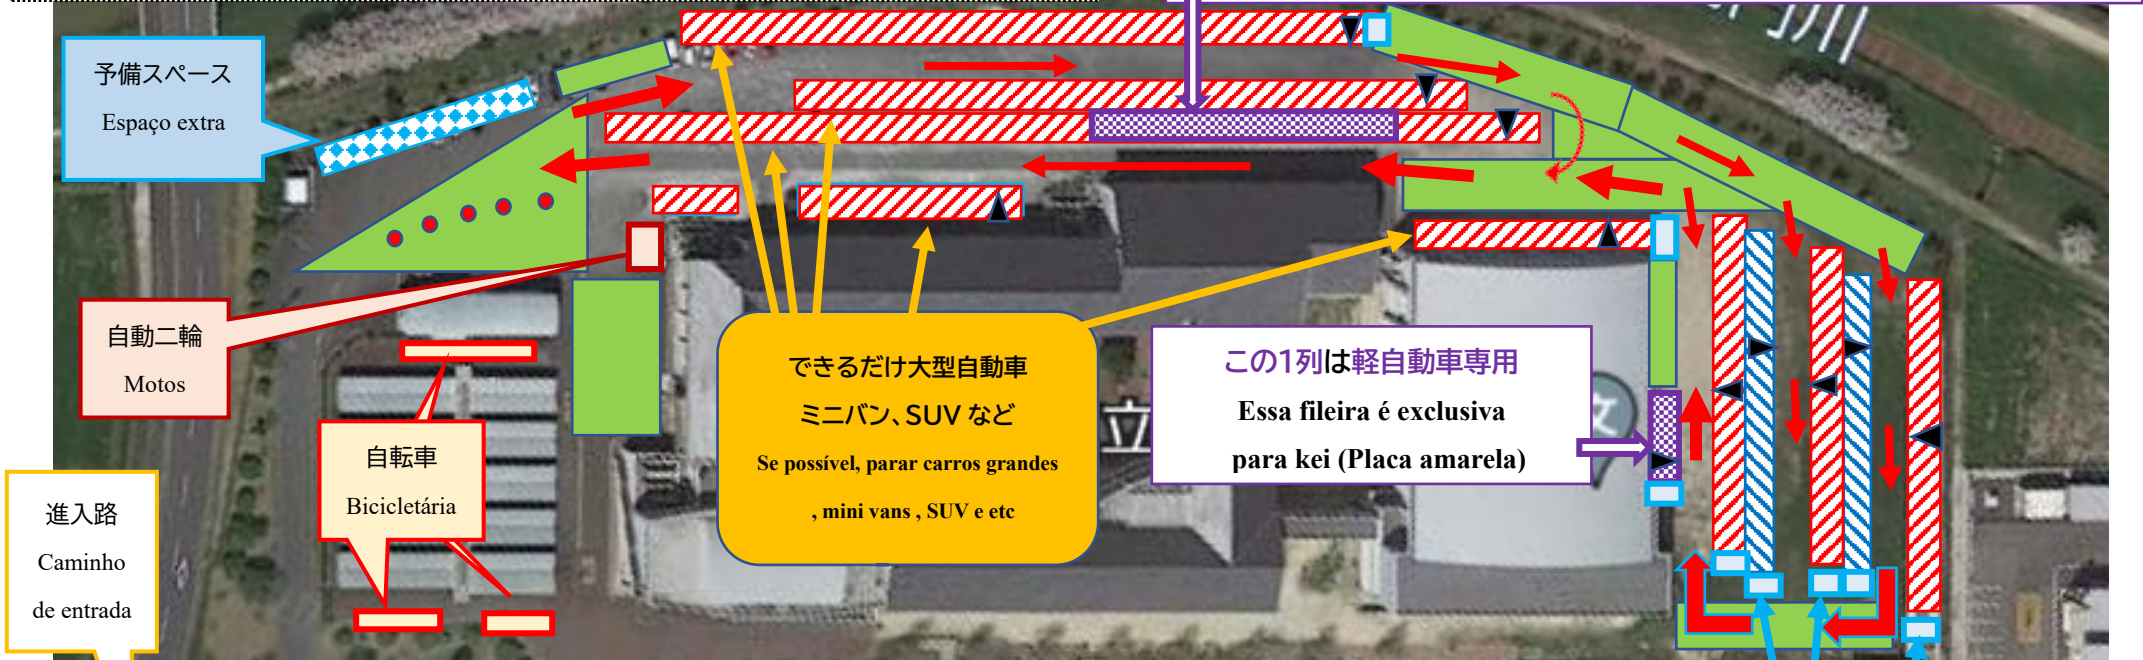 予備スペース
Espaço extra
自動二輪
Motos
自転車
Bicicletária
進入路
Caminho
de entrada
できるだけ大型自動車
ミニバン、SUV など
Se possível, parar carros grandes
, mini vans , SUV e etc
この1列は軽自動車専用
Essa fileira é exclusiva
para kei (Placa amarela)
立
文